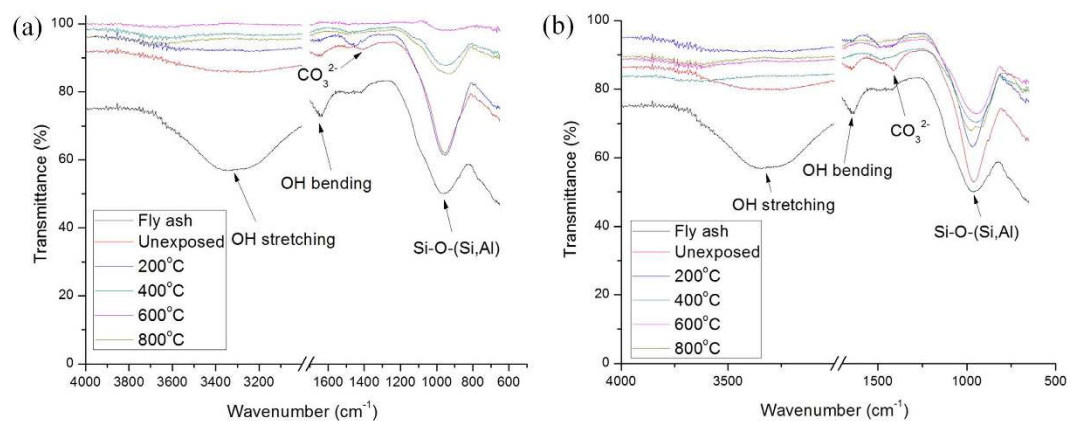 (a)
100
80
60
40
20
0
Transmittance (%)
CO₃²⁻
OH bending
OH stretching
Si-O-(Si,Al)
Fly ash
Unexposed
200°C
400°C
600°C
800°C
4000 3800 3600 3400 3200 1600 1400 1200 1000 800 600
Wavenumber (cm⁻¹)
(b)
100
80
60
40
20
0
Transmittance (%)
CO₃²⁻
OH bending
OH stretching
Si-O-(Si,Al)
Fly ash
Unexposed
200°C
400°C
600°C
800°C
4000 3500 1500 1000 500
Wavenumber (cm⁻¹)